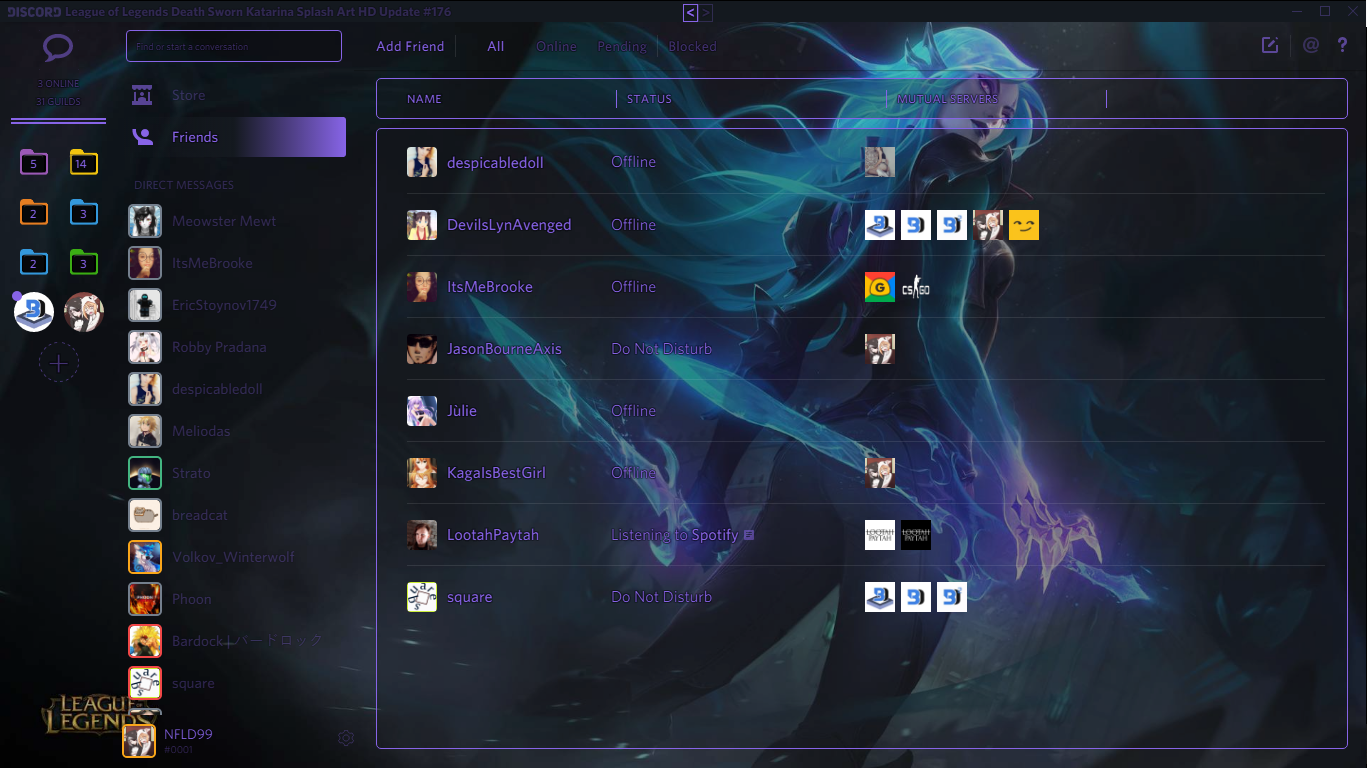 DISCORD League of Legends Death Sworn Katarina Splash Art HD Update #176
< >
3 ONLINE
31 GUILDS
5 14
2 3
2 3
Find or start a conversation
Store
Friends
DIRECT MESSAGES
Meowster Mewt
ItsMeBrooke
EricStoynov1749
Robby Pradana
despicabledoll
Meliodas
Strato
breadcat
Volkov_Winterwolf
Phoon
Bardock | バードロック
square
LEAGUE OF
LEGENDS
NFLD99
#0001
Add Friend All Online Pending Blocked
@ ?
NAME STATUS MUTUAL SERVERS
despicabledoll Offline
DevilsLynAvenged Offline
ItsMeBrooke Offline G CS GO
JasonBourneAxis Do Not Disturb
Jùlie Offline
KagaIsBestGirl Offline
LootahPaytah Listening to Spotify LOOTAH PAYTAH LOOTAH PAYTAH
square Do Not Disturb